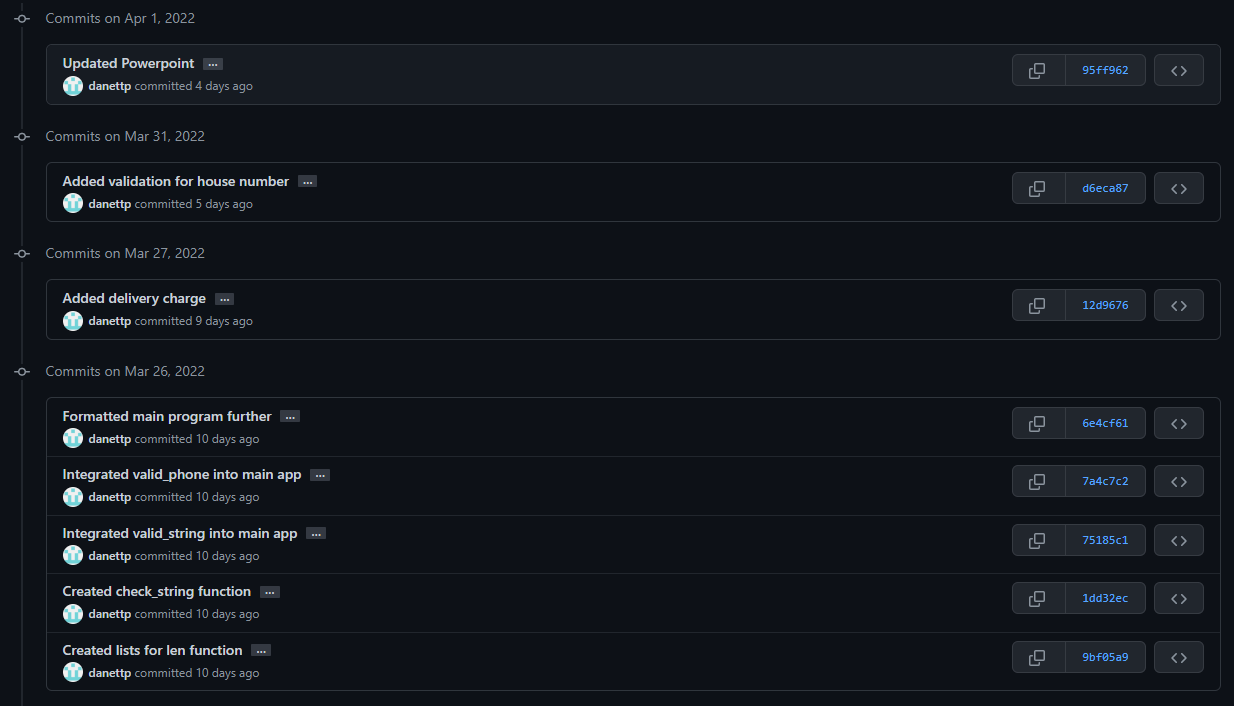 Commits on Apr 1, 2022
Updated Powerpoint ...
danettp committed 4 days ago
95ff962
Commits on Mar 31, 2022
Added validation for house number ...
danettp committed 5 days ago
d6eca87
Commits on Mar 27, 2022
Added delivery charge ...
danettp committed 9 days ago
12d9676
Commits on Mar 26, 2022
Formatted main program further ...
danettp committed 10 days ago
6e4cf61
Integrated valid_phone into main app ...
danettp committed 10 days ago
7a4c7c2
Integrated valid_string into main app ...
danettp committed 10 days ago
75185c1
Created check_string function ...
danettp committed 10 days ago
1dd32ec
Created lists for len function ...
danettp committed 10 days ago
9bf05a9